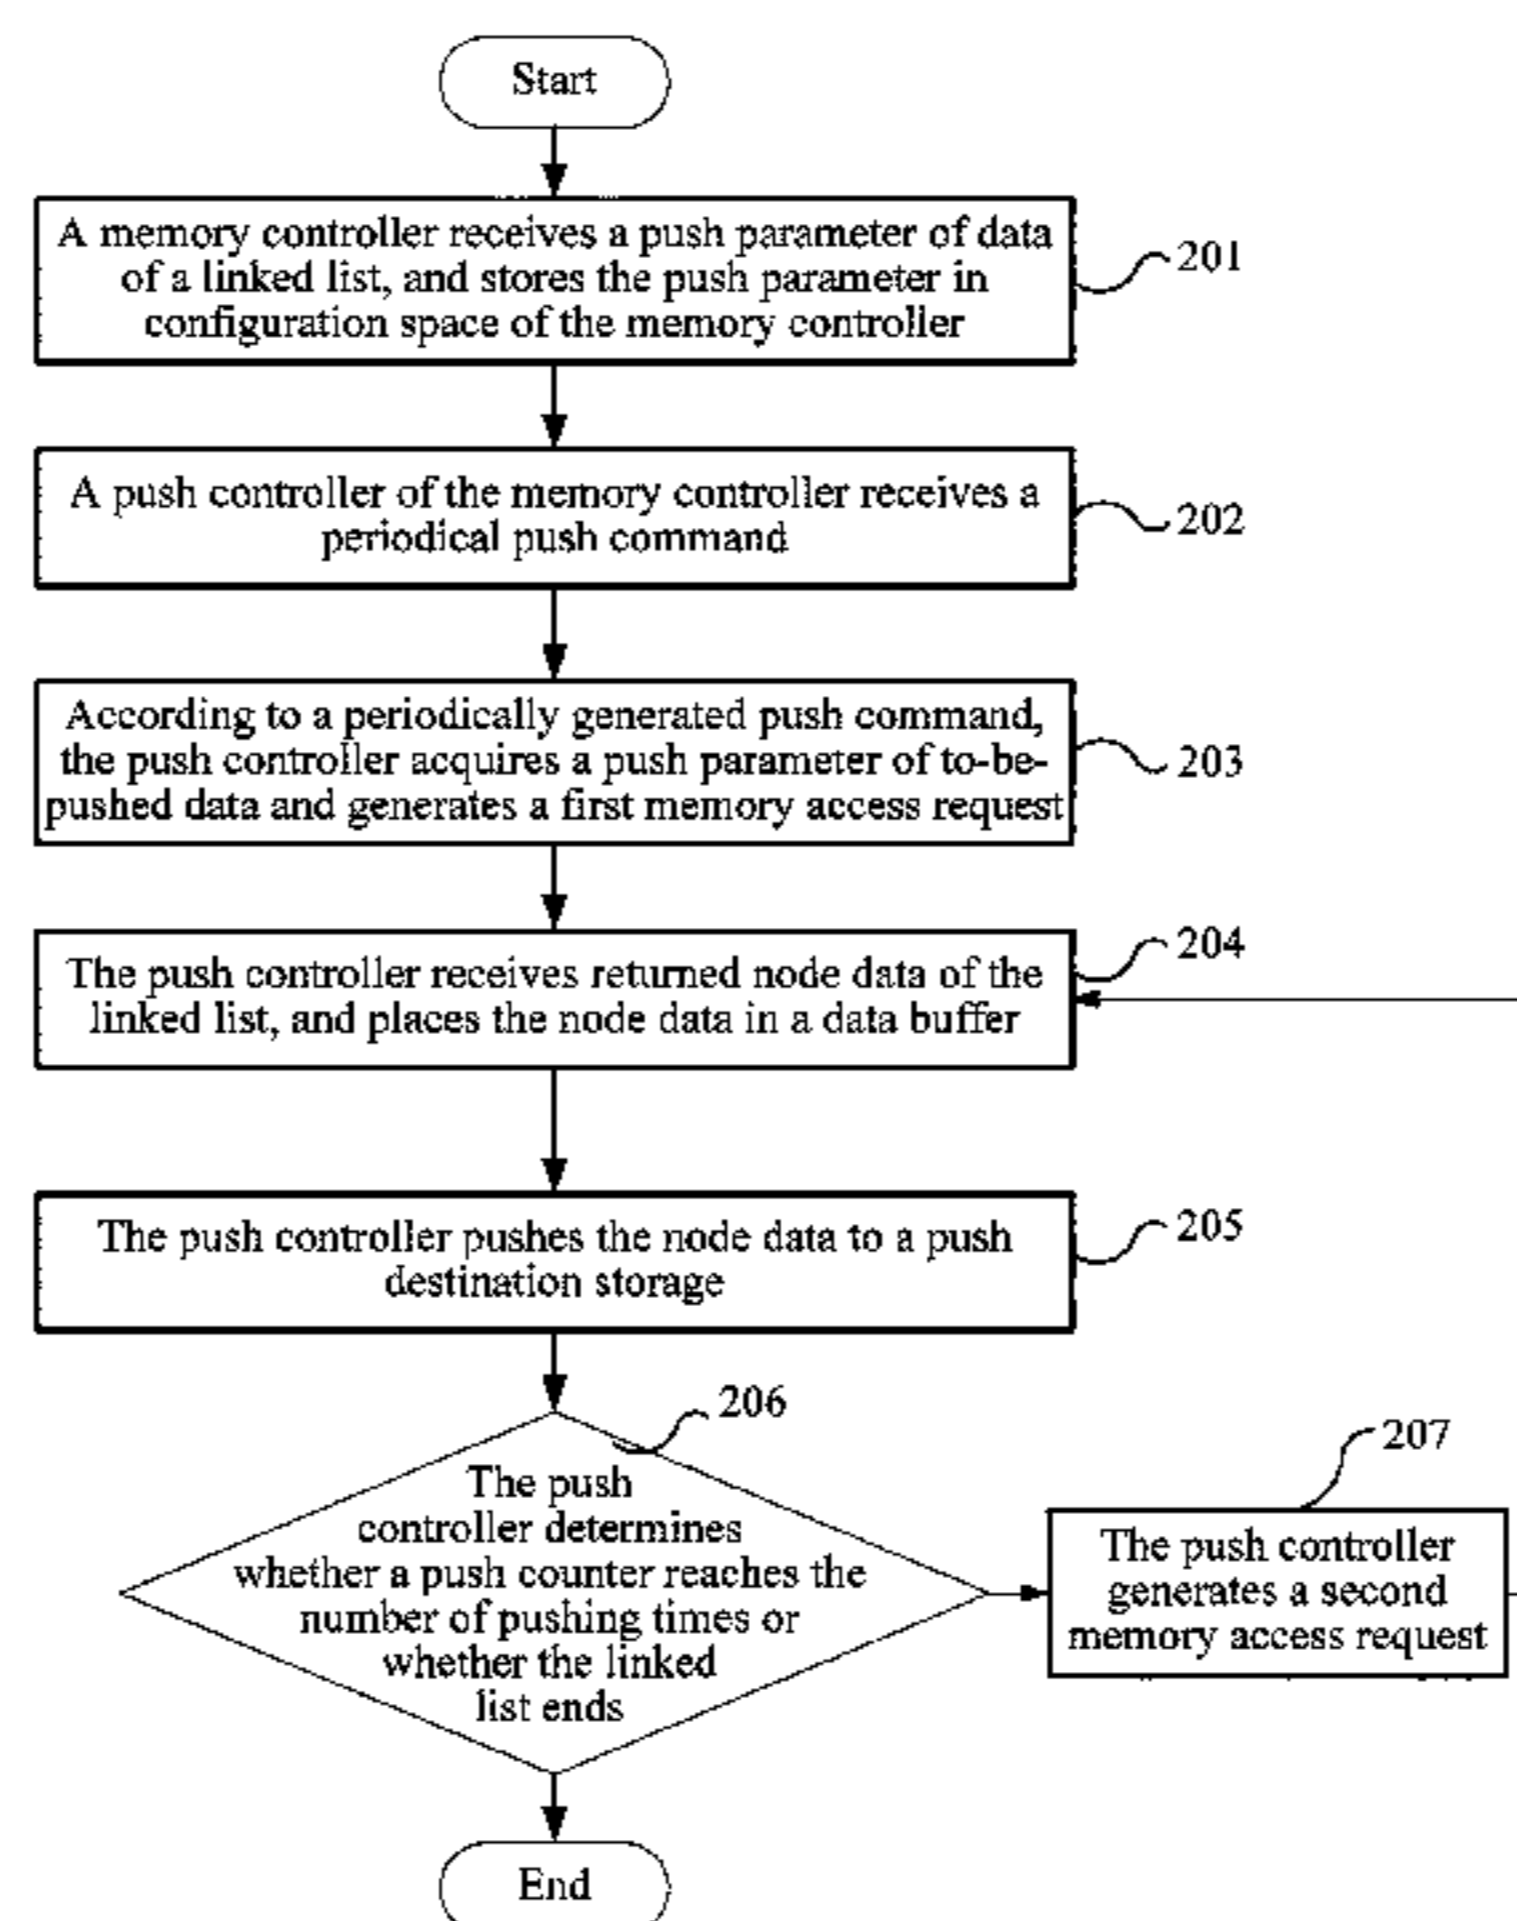 Start
A memory controller receives a push parameter of data
of a linked list, and stores the push parameter in
configuration space of the memory controller
201
A push controller of the memory controller receives a
periodical push command
202
According to a periodically generated push command,
the push controller acquires a push parameter of to-be-
pushed data and generates a first memory access request
203
The push controller receives returned node data of the
linked list, and places the node data in a data buffer
204
The push controller pushes the node data to a push
destination storage
205
The push
controller determines
whether a push counter reaches the
number of pushing times or
whether the linked
list ends
206
The push controller
generates a second
memory access request
207
End